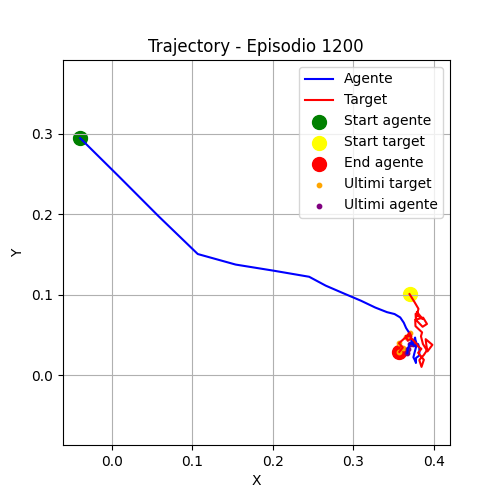 Trajectory - Episodio 1200
Agente
Target
Start agente
Start target
End agente
Ultimi target
Ultimi agente
Y
0.3
0.2
0.1
0.0
0.0
0.1
0.2
0.3
0.4
X